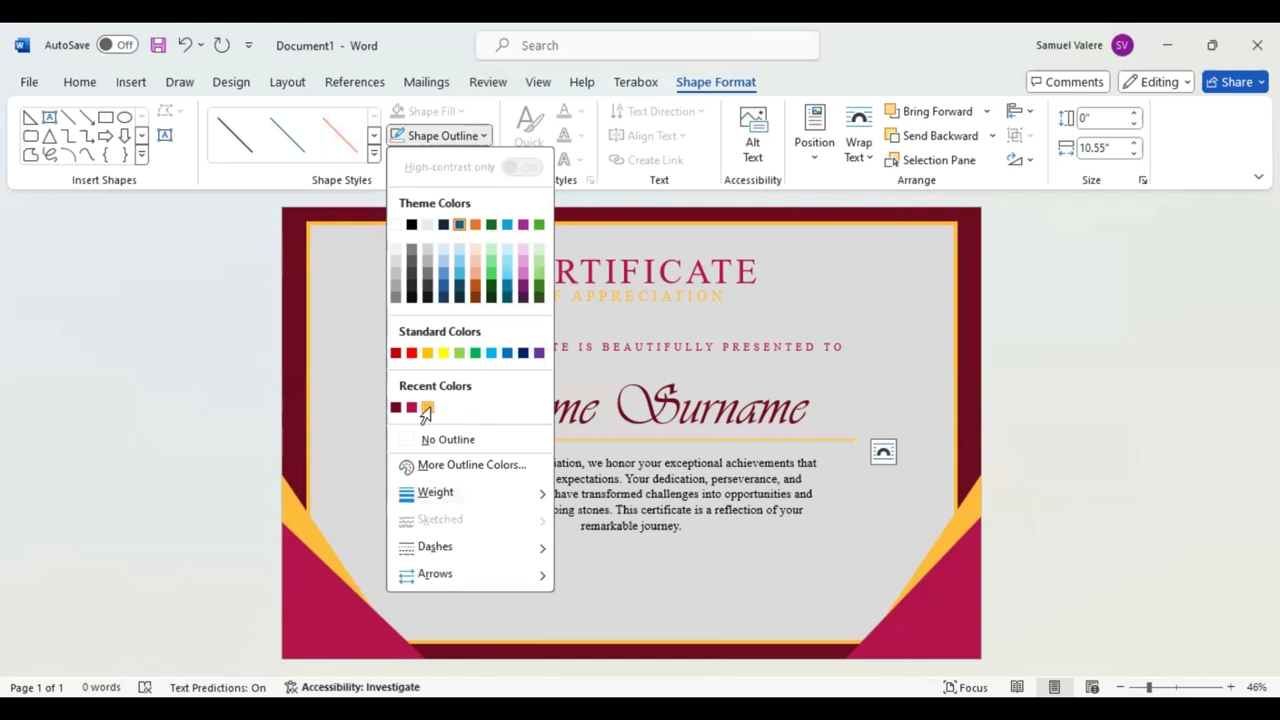 AutoSave Off Document1 - Word Search Samuel Valere SV
File Home Insert Draw Design Layout References Mailings Review View Help Terabox Shape Format Comments Editing Share
Shape Fill
Shape Outline
Quick
Text Direction
Align Text
Create Link
Alt
Text
Position
Wrap
Text
Bring Forward
Send Backward
Selection Pane
0"
10.55"
Insert Shapes Shape Styles Text Accessibility Arrange Size
High-contrast only Off
Theme Colors
Standard Colors
Recent Colors
No Outline
More Outline Colors...
Weight
Sketched
Dashes
Arrows
RTIFICATE
F APPRECIATION
TE IS BEAUTIFULLY PRESENTED TO
me Surname
iation, we honor your exceptional achievements that
expectations. Your dedication, perseverance, and
have transformed challenges into opportunities and
ping stones. This certificate is a reflection of your
remarkable journey.
Page 1 of 1 0 words Text Predictions: On Accessibility: Investigate Focus 46%